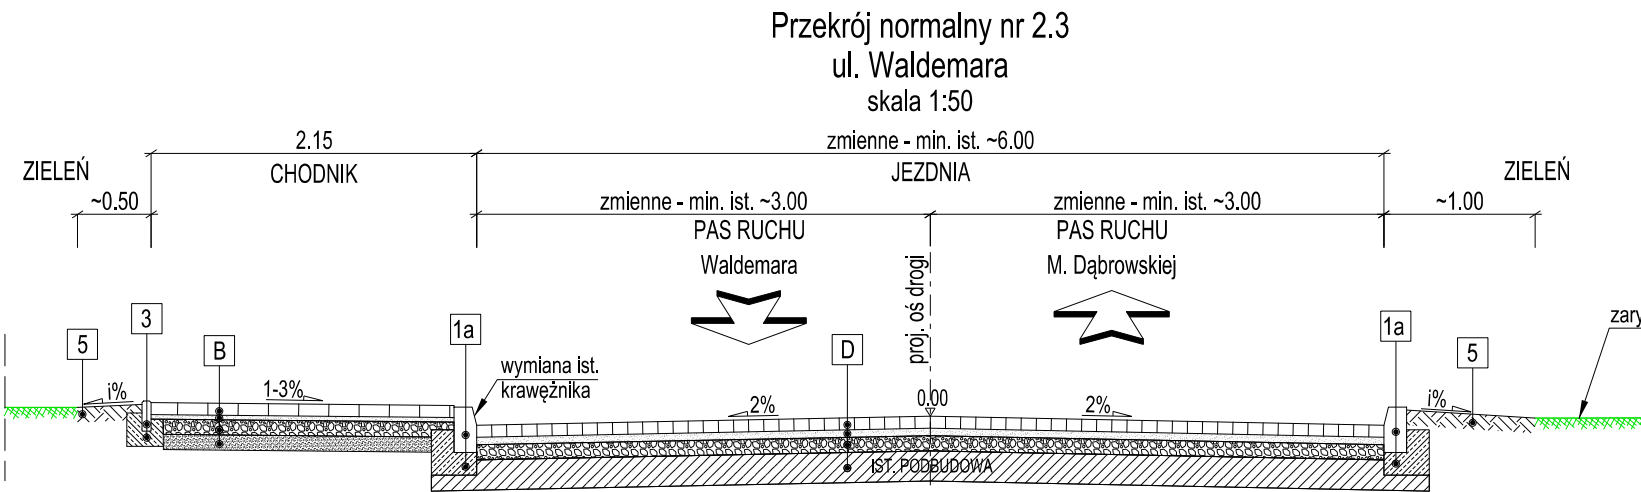 Przekrój normalny nr 2.3
ul. Waldemara
skala 1:50
2.15
zmienne - min. ist. ~6.00
ZIELEŃ
CHODNIK
JEZDNIA
ZIELEŃ
~0.50
zmienne - min. ist. ~3.00
zmienne - min. ist. ~3.00
~1.00
PAS RUCHU
Waldemara
PAS RUCHU
M. Dąbrowskiej
proj. oś drogi
5
3
B
1a
D
1a
5
zary
wymiana ist.
krawężnika
i%
1-3%
2%
0.00
2%
i%
IST. PODBUDOWA